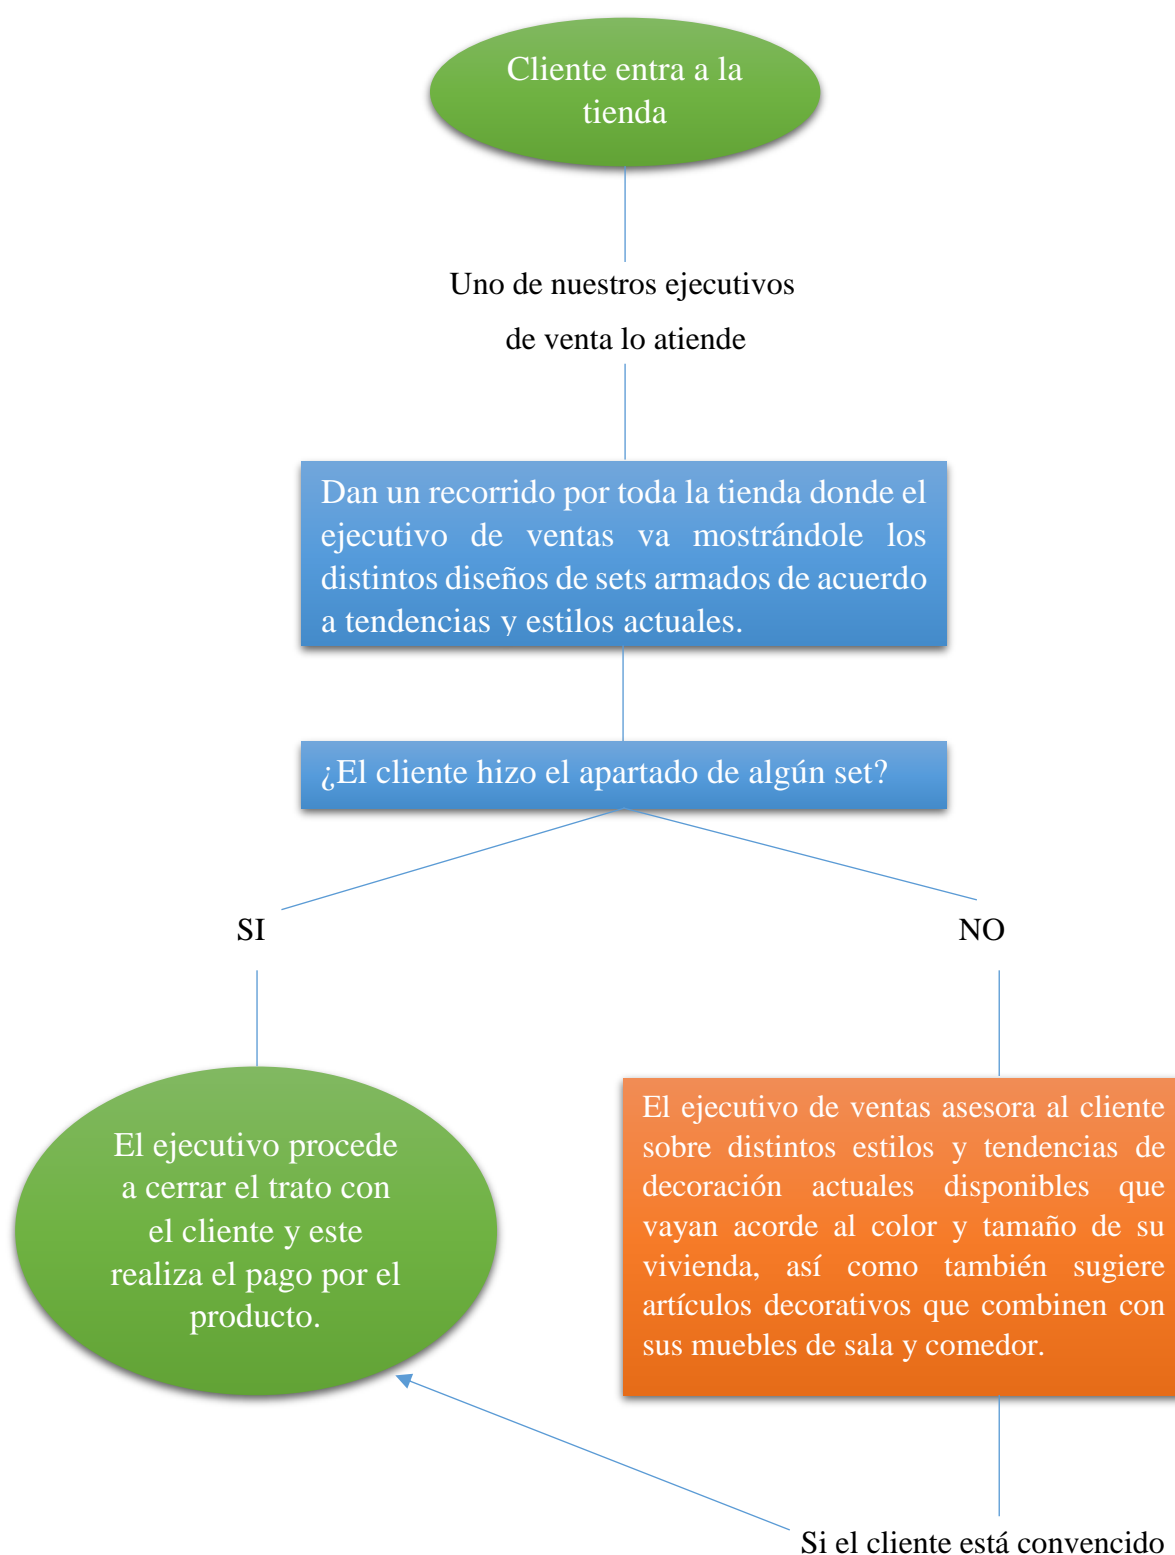 Cliente entra a la
tienda
Uno de nuestros ejecutivos
de venta lo atiende
Dan un recorrido por toda la tienda donde el
ejecutivo de ventas va mostrándole los
distintos diseños de sets armados de acuerdo
a tendencias y estilos actuales.
¿El cliente hizo el apartado de algún set?
SI
NO
El ejecutivo procede
a cerrar el trato con
el cliente y este
realiza el pago por el
producto.
El ejecutivo de ventas asesora al cliente
sobre distintos estilos y tendencias de
decoración actuales disponibles que
vayan acorde al color y tamaño de su
vivienda, así como también sugiere
artículos decorativos que combinen con
sus muebles de sala y comedor.
Si el cliente está convencido